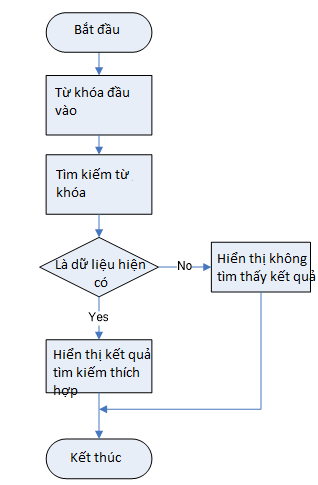 Bắt đầu
Từ khóa đầu
vào
Tìm kiếm từ
khóa
Là dữ liệu hiện
có
No
Hiển thị không
tìm thấy kết quả
Yes
Hiển thị kết quả
tìm kiếm thích
hợp
Kết thúc